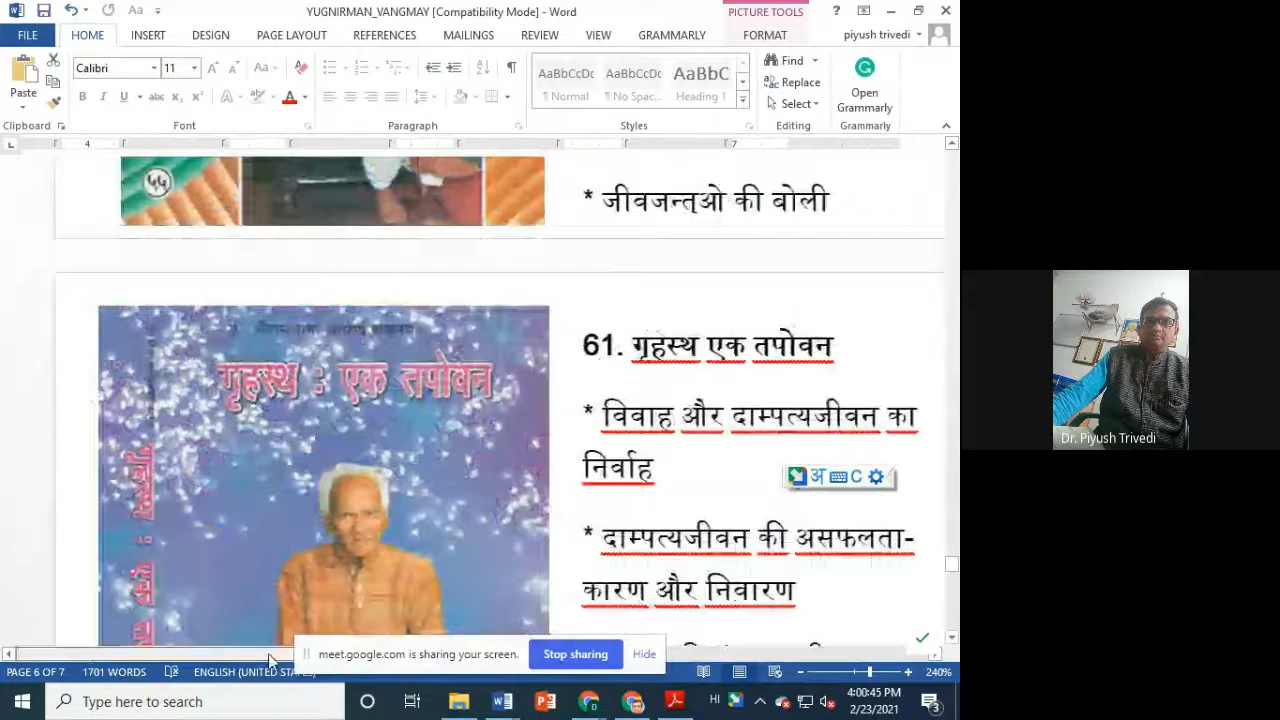 YUGNIRMAN_VANGMAY [Compatibility Mode] - Word
PICTURE TOOLS
FILE HOME INSERT DESIGN PAGE LAYOUT REFERENCES MAILINGS REVIEW VIEW GRAMMARLY FORMAT piyush trivedi
Calibri 11
Paste
AaBbCcDc AaBbCcDc AaBbC
¶ Normal ¶ No Spac... Heading 1
Find
Replace
Select
Open
Grammarly
Clipboard Font Paragraph Styles Editing Grammarly
4 7
५५
* जीवजन्त्ओ की बोली
गृहस्थ : एक तपोवन
61. गृहेस्थ एक तपोवन
* विवाह और दाम्पत्यजीवन का
निर्वाह
अ C
* दाम्पत्यजीवन की असफलता-
कारण और निवारण
meet.google.com is sharing your screen. Stop sharing Hide
PAGE 6 OF 7 1701 WORDS ENGLISH (UNITED STATES) 240%
Type here to search
HI
4:00:45 PM
2/23/2021
3
Dr. Piyush Trivedi